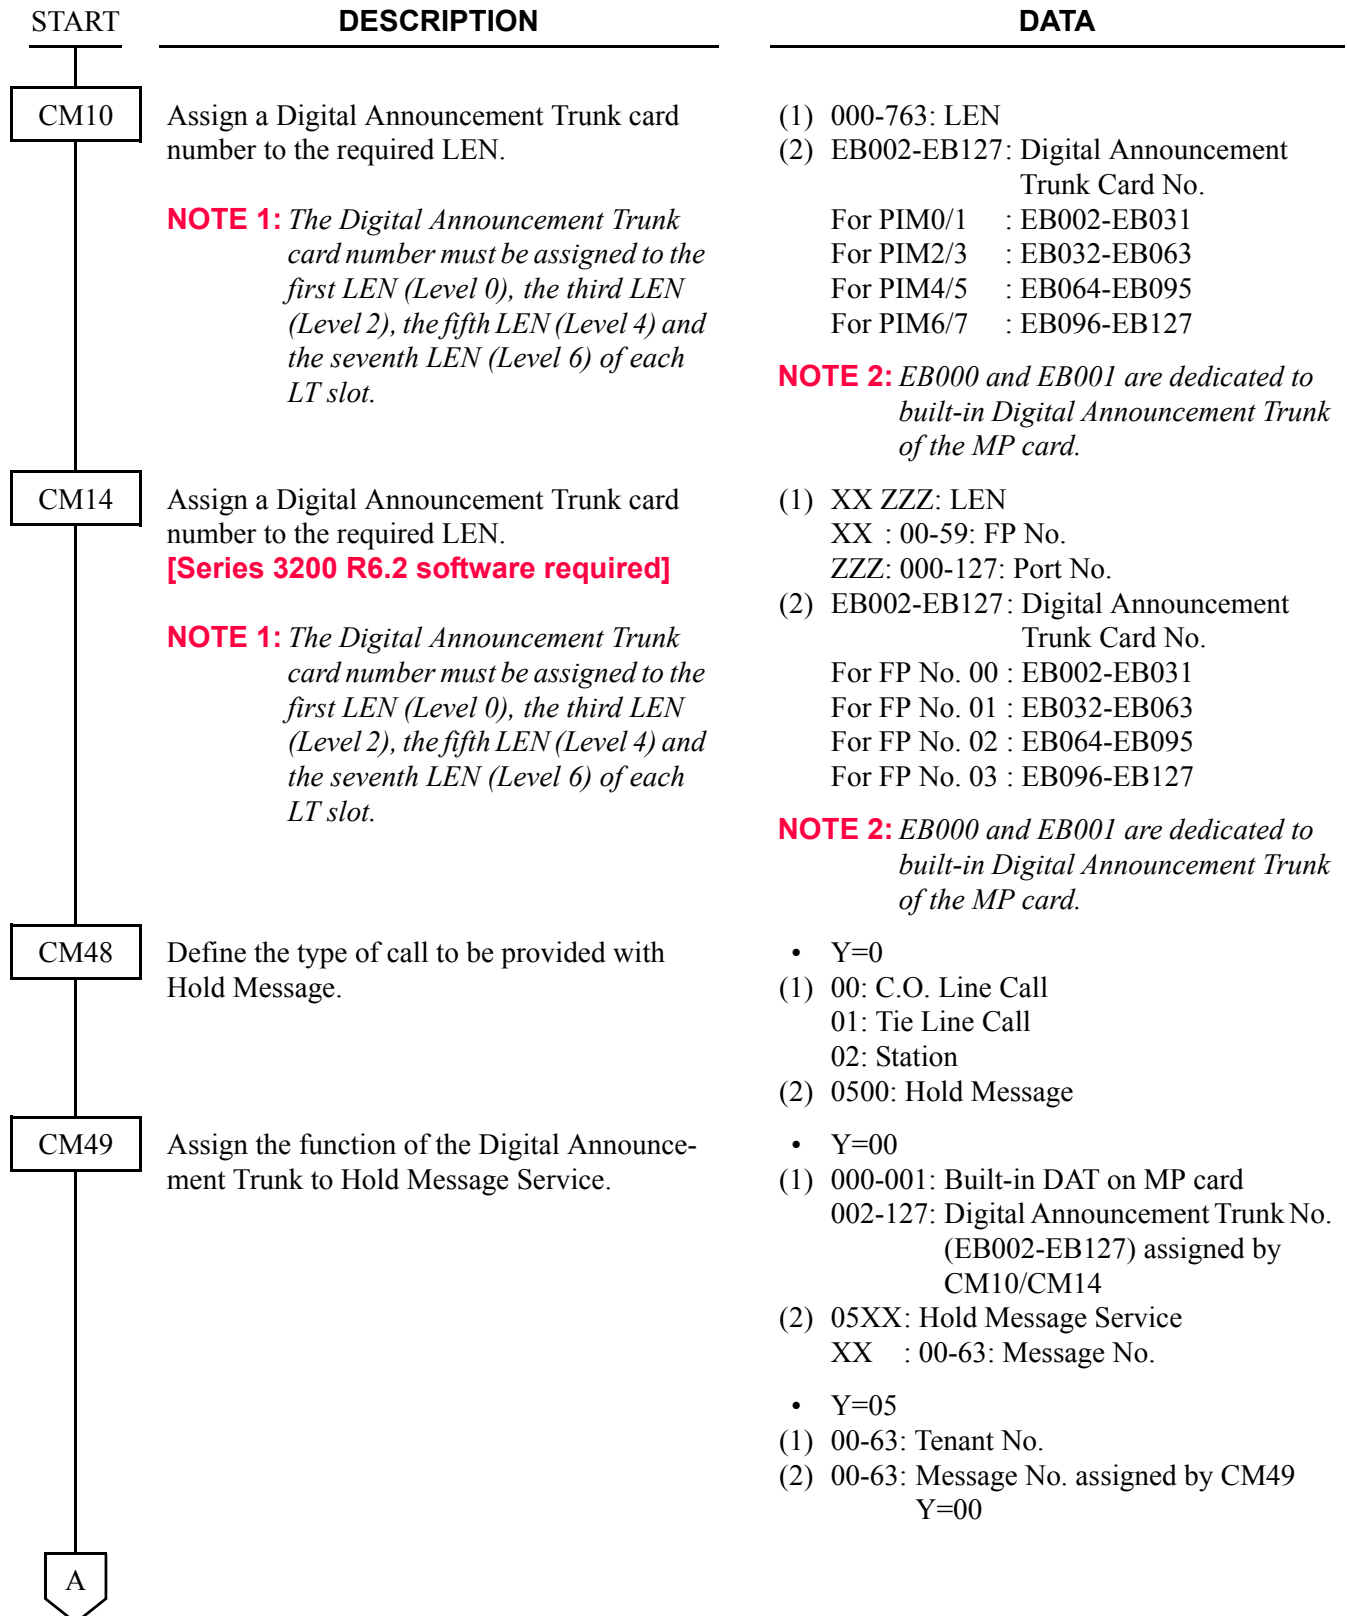 START DESCRIPTION DATA
CM10
Assign a Digital Announcement Trunk card
number to the required LEN.
NOTE 1: The Digital Announcement Trunk
card number must be assigned to the
first LEN (Level 0), the third LEN
(Level 2), the fifth LEN (Level 4) and
the seventh LEN (Level 6) of each
LT slot.
(1) 000-763: LEN
(2) EB002-EB127: Digital Announcement
Trunk Card No.
For PIM0/1 : EB002-EB031
For PIM2/3 : EB032-EB063
For PIM4/5 : EB064-EB095
For PIM6/7 : EB096-EB127
NOTE 2: EB000 and EB001 are dedicated to
built-in Digital Announcement Trunk
of the MP card.
CM14
Assign a Digital Announcement Trunk card
number to the required LEN.
[Series 3200 R6.2 software required]
NOTE 1: The Digital Announcement Trunk
card number must be assigned to the
first LEN (Level 0), the third LEN
(Level 2), the fifth LEN (Level 4) and
the seventh LEN (Level 6) of each
LT slot.
(1) XX ZZZ: LEN
XX : 00-59: FP No.
ZZZ: 000-127: Port No.
(2) EB002-EB127: Digital Announcement
Trunk Card No.
For FP No. 00 : EB002-EB031
For FP No. 01 : EB032-EB063
For FP No. 02 : EB064-EB095
For FP No. 03 : EB096-EB127
NOTE 2: EB000 and EB001 are dedicated to
built-in Digital Announcement Trunk
of the MP card.
CM48
Define the type of call to be provided with
Hold Message.
• Y=0
(1) 00: C.O. Line Call
01: Tie Line Call
02: Station
(2) 0500: Hold Message
CM49
Assign the function of the Digital Announce-
ment Trunk to Hold Message Service.
• Y=00
(1) 000-001: Built-in DAT on MP card
002-127: Digital Announcement Trunk No.
(EB002-EB127) assigned by
CM10/CM14
(2) 05XX: Hold Message Service
XX : 00-63: Message No.
• Y=05
(1) 00-63: Tenant No.
(2) 00-63: Message No. assigned by CM49
Y=00
A